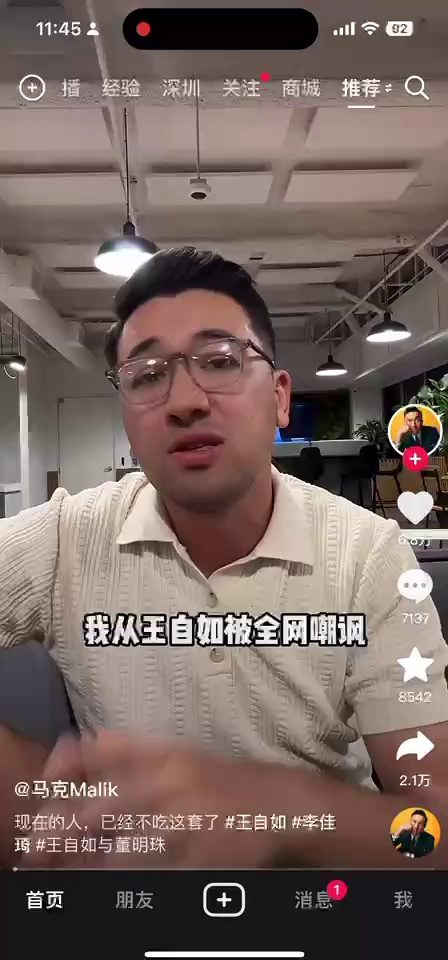 11:45
92
播 经验 深圳 关注 商城 推荐
我从王自如被全网嘲讽
6.8万
7137
8542
2.1万
@马克Malik
现在的人，已经不吃这套了 #王自如 #李佳
琦 #王自如与董明珠
首页 朋友 消息 1 我